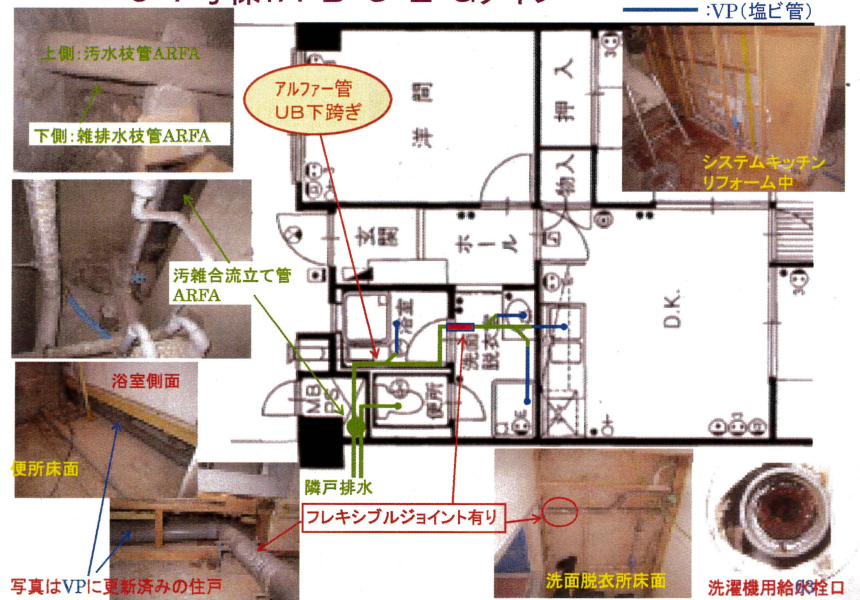 :VP(塩ビ管)
上側:汚水枝管ARFA
下側:雑排水枝管ARFA
アルファー管
UB下跨ぎ
洋間
押入
物入
システムキッチン
リフォーム中
玄関
ホール
汚雑合流立て管
ARFA
浴室
洗面
脱衣
D.K.
MB
PS
便所
浴室側面
便所床面
隣戸排水
フレキシブルジョイント有り
写真はVPに更新済みの住戸
洗面脱衣所床面
洗濯機用給水栓口